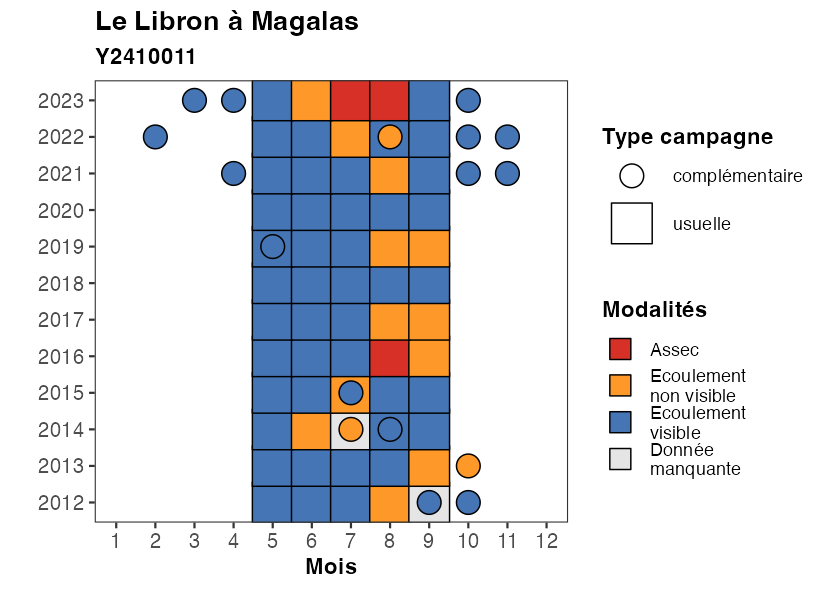 Le Libron à Magalas
Y2410011
2023
2022
2021
2020
2019
2018
2017
2016
2015
2014
2013
2012
1 2 3 4 5 6 7 8 9 10 11 12
Mois
Type campagne
complémentaire
usuelle
Modalités
Assec
Ecoulement
non visible
Ecoulement
visible
Donnée
manquante